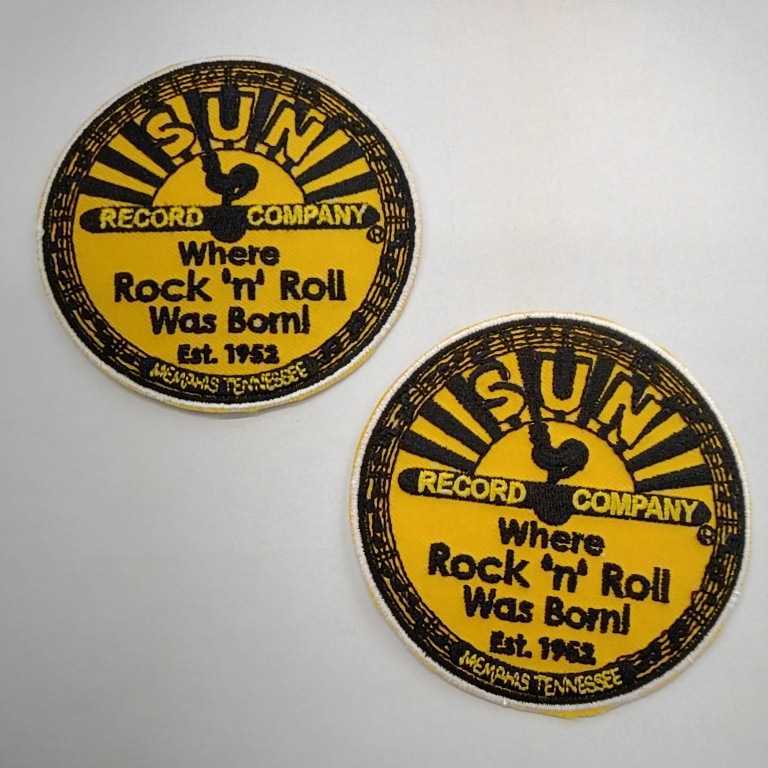 SUN
RECORD COMPANY
®
Where
Rock 'n' Roll
Was Born!
Est. 1952
MEMPHIS TENNESSEE
SUN
RECORD COMPANY
®
Where
Rock 'n' Roll
Was Born!
Est. 1952
MEMPHIS TENNESSEE